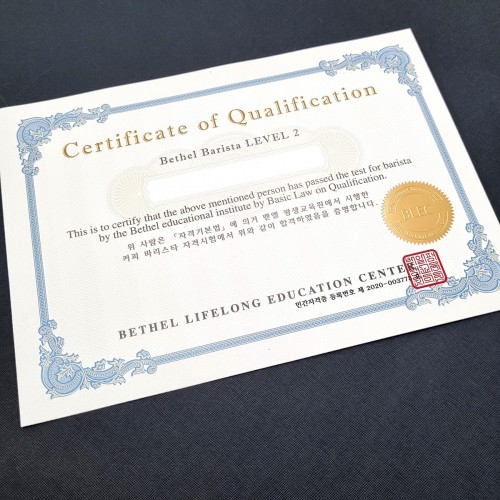 Certificate of Qualification
Bethel Barista LEVEL 2
This is to certify that the above mentioned person has passed the test for barista
by the Bethel educational institute by Basic Law on Qualification.
위 사람은 「자격기본법」에 의거 벧엘 평생교육원에서 시행한
커피 바리스타 자격시험에서 위와 같이 합격하였음을 증명합니다.
BETHEL LIFELONG EDUCATION CENTER
민간자격증 등록번호 제 2020-00377